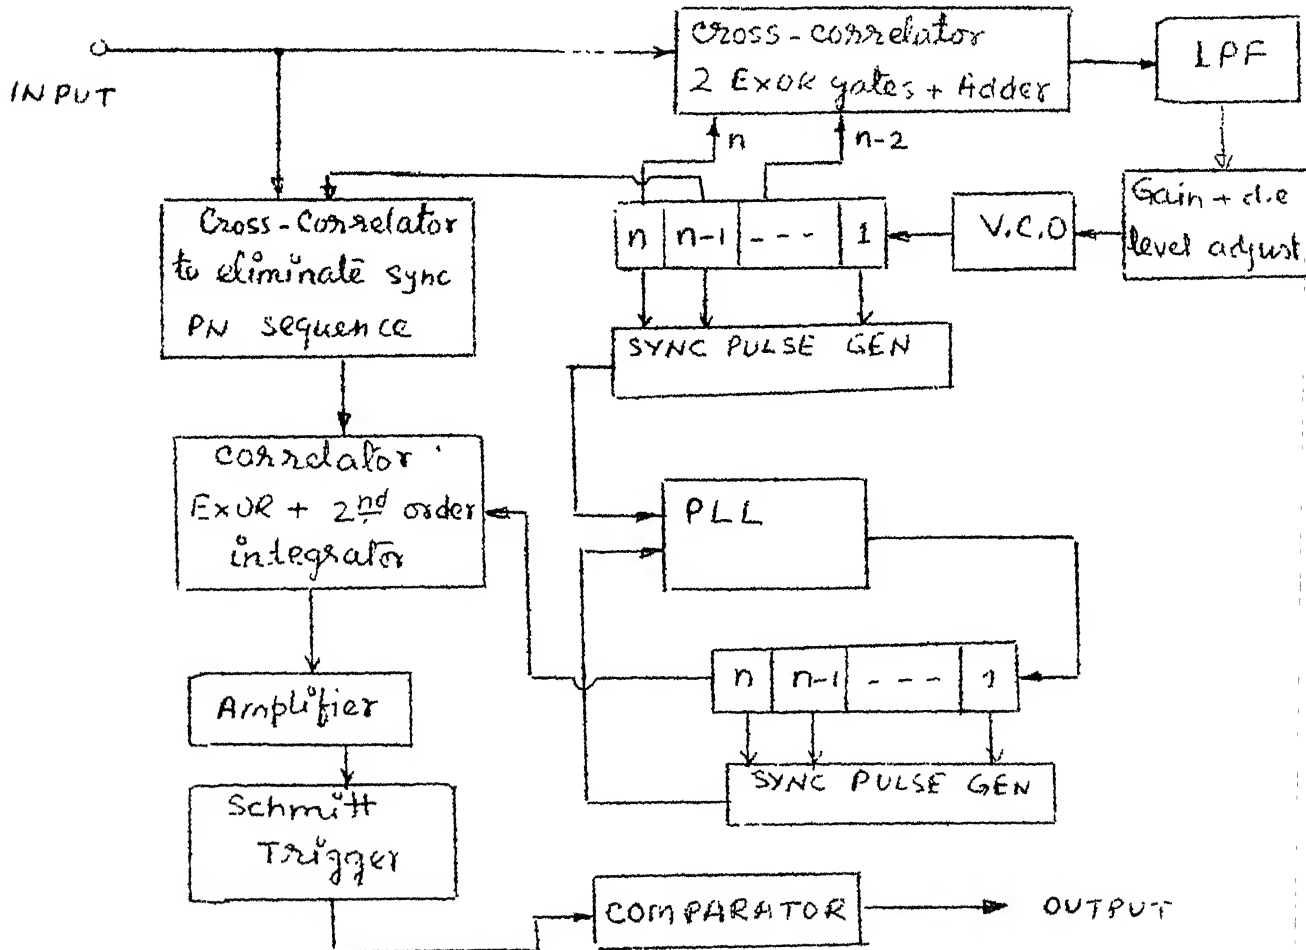 INPUT
Cross-correlator
2 ExOR gates + Adder
LPF
n
n-2
Gain + d.c
level adjust.
V.C.O
n n-1 --- 1
Cross-Correlator
to eliminate sync
PN sequence
SYNC PULSE GEN
Correlator
ExOR + 2nd order
integrator
PLL
n n-1 --- 1
Amplifier
SYNC PULSE GEN
Schmitt
Trigger
COMPARATOR
OUTPUT